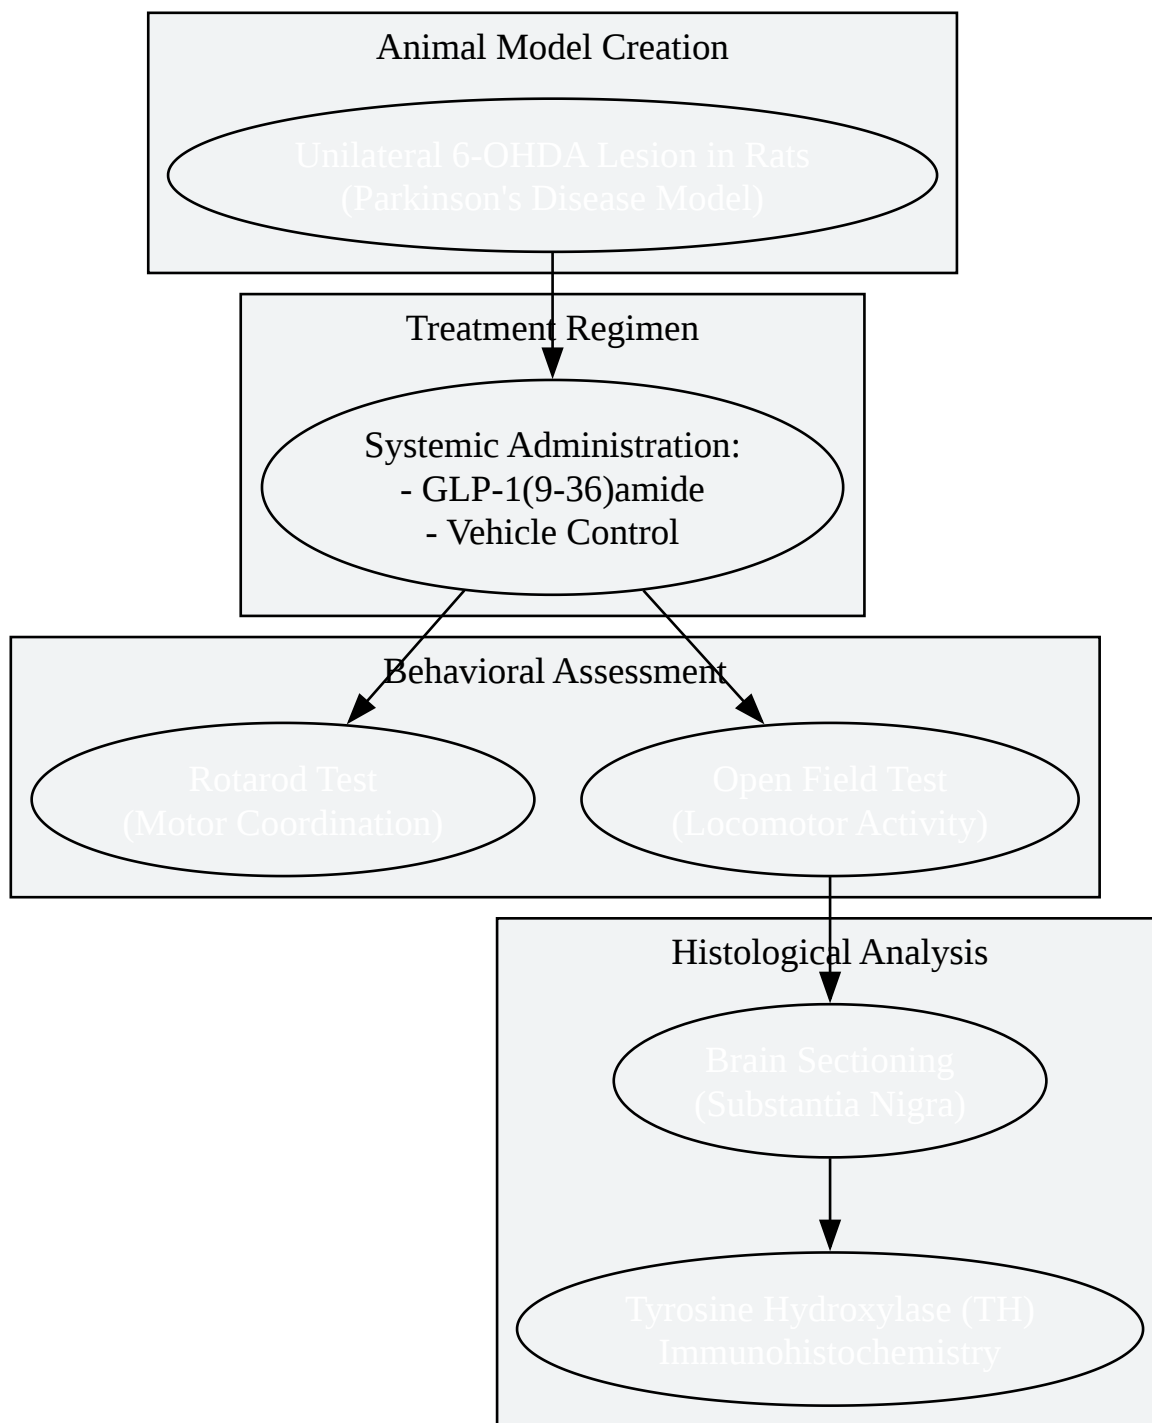 Animal Model Creation
Unilateral 6-OHDA Lesion in Rats
(Parkinson's Disease Model)
Treatment Regimen
Systemic Administration:
- GLP-1(9-36)amide
- Vehicle Control
Behavioral Assessment
Rotarod Test
(Motor Coordination)
Open Field Test
(Locomotor Activity)
Histological Analysis
Brain Sectioning
(Substantia Nigra)
Tyrosine Hydroxylase (TH)
Immunohistochemistry